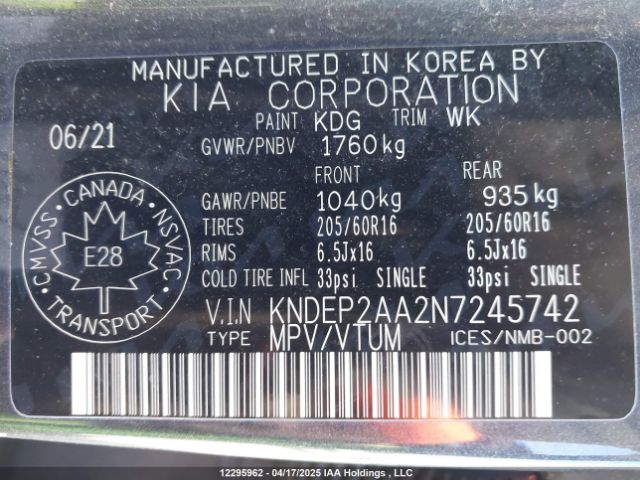 MANUFACTURED IN KOREA BY
KIA CORPORATION
06/21 PAINT KDG TRIM WK
GVWR/PNBV 1760kg
FRONT REAR
GAWR/PNBE 1040kg 935kg
TIRES 205/60R16 205/60R16
RIMS 6.5Jx16 6.5Jx16
COLD TIRE INFL 33psi SINGLE 33psi SINGLE
CMVSS · CANADA · NSVAC
E28
TRANSPORT
V.I.N KNDEP2AA2N7245742
TYPE MPV/VTUM ICES/NMB-002
12295962 - 04/17/2025 IAA Holdings , LLC